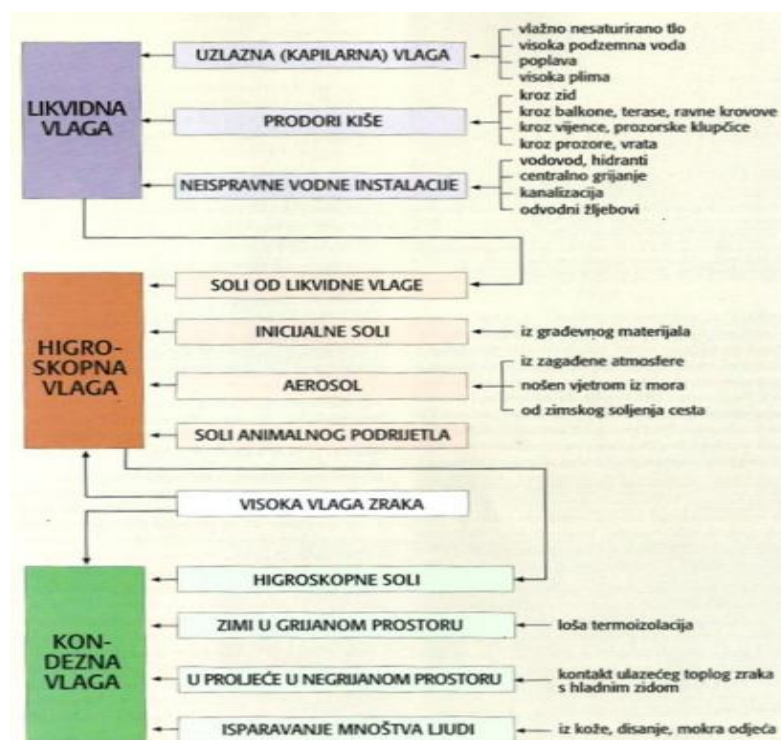 LIKVIDNA
VLAGA
UZLAZNA (KAPILARNA) VLAGA
vlažno nesaturirano tlo
visoka podzemna voda
poplava
visoka plima
PRODORI KIŠE
kroz zid
kroz balkone, terase, ravne krovove
kroz vijence, prozorske klupčice
kroz prozore, vrata
NEISPRAVNE VODNE INSTALACIJE
vodovod, hidranti
centralno grijanje
kanalizacija
odvodni žljebovi
HIGRO-
SKOPNA
VLAGA
SOLI OD LIKVIDNE VLAGE
INICIJALNE SOLI
iz građevnog materijala
AEROSOL
iz zagađene atmosfere
nošen vjetrom iz mora
od zimskog soljenja cesta
SOLI ANIMALNOG PODRIJETLA
VISOKA VLAGA ZRAKA
KON-
DEZNA
VLAGA
HIGROSKOPNE SOLI
ZIMI U GRIJANOM PROSTORU
loša termoizolacija
U PROLJEĆE U NEGRIJANOM PROSTORU
kontakt ulazećeg toplog zraka
s hladnim zidom
ISPARAVANJE MNOŠTVA LJUDI
iz kože, disanje, mokra odjeća